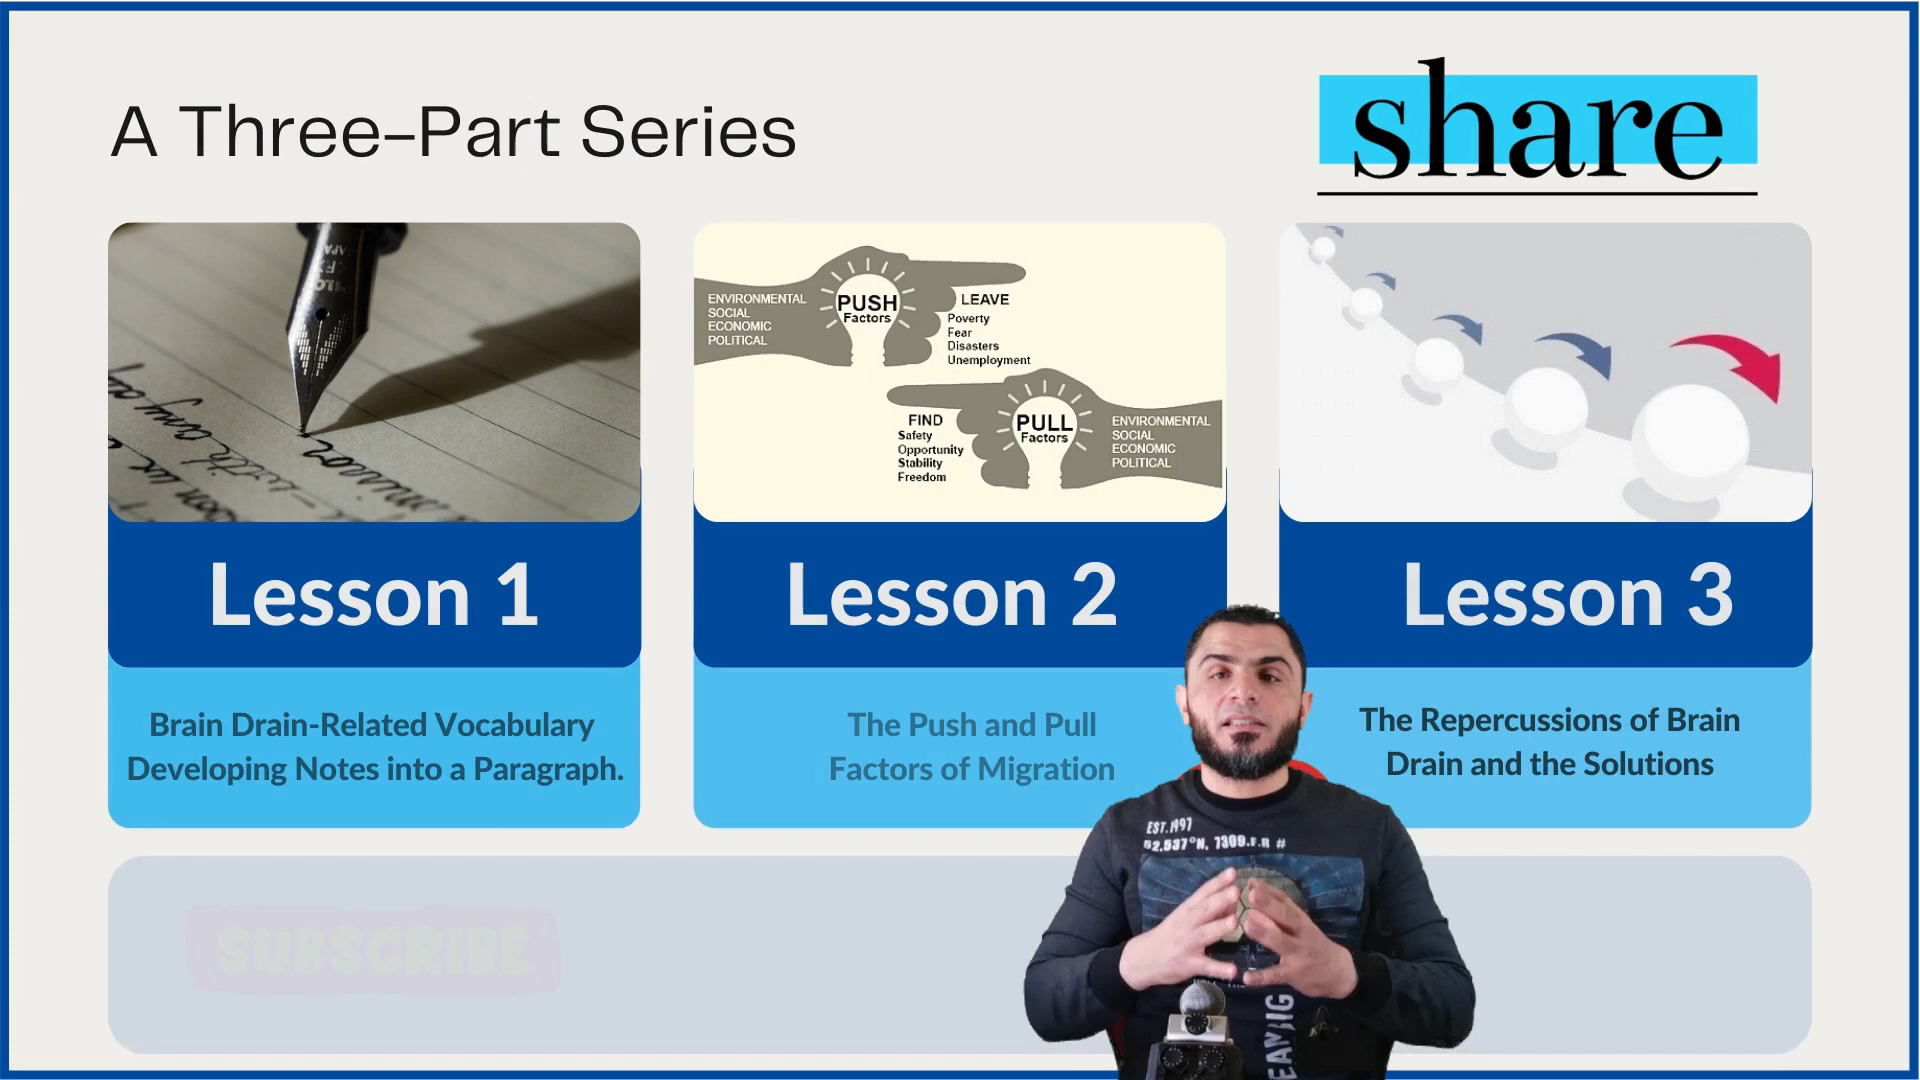 A Three-Part Series
share
ENVIRONMENTAL
SOCIAL
ECONOMIC
POLITICAL
PUSH
Factors
LEAVE
Poverty
Fear
Disasters
Unemployment
FIND
Safety
Opportunity
Stability
Freedom
PULL
Factors
ENVIRONMENTAL
SOCIAL
ECONOMIC
POLITICAL
Lesson 1
Lesson 2
Lesson 3
Brain Drain-Related Vocabulary
Developing Notes into a Paragraph.
The Push and Pull
Factors of Migration
The Repercussions of Brain
Drain and the Solutions
EST.1997
52.537°N, 7309.F.R #
SUBSCRIBE